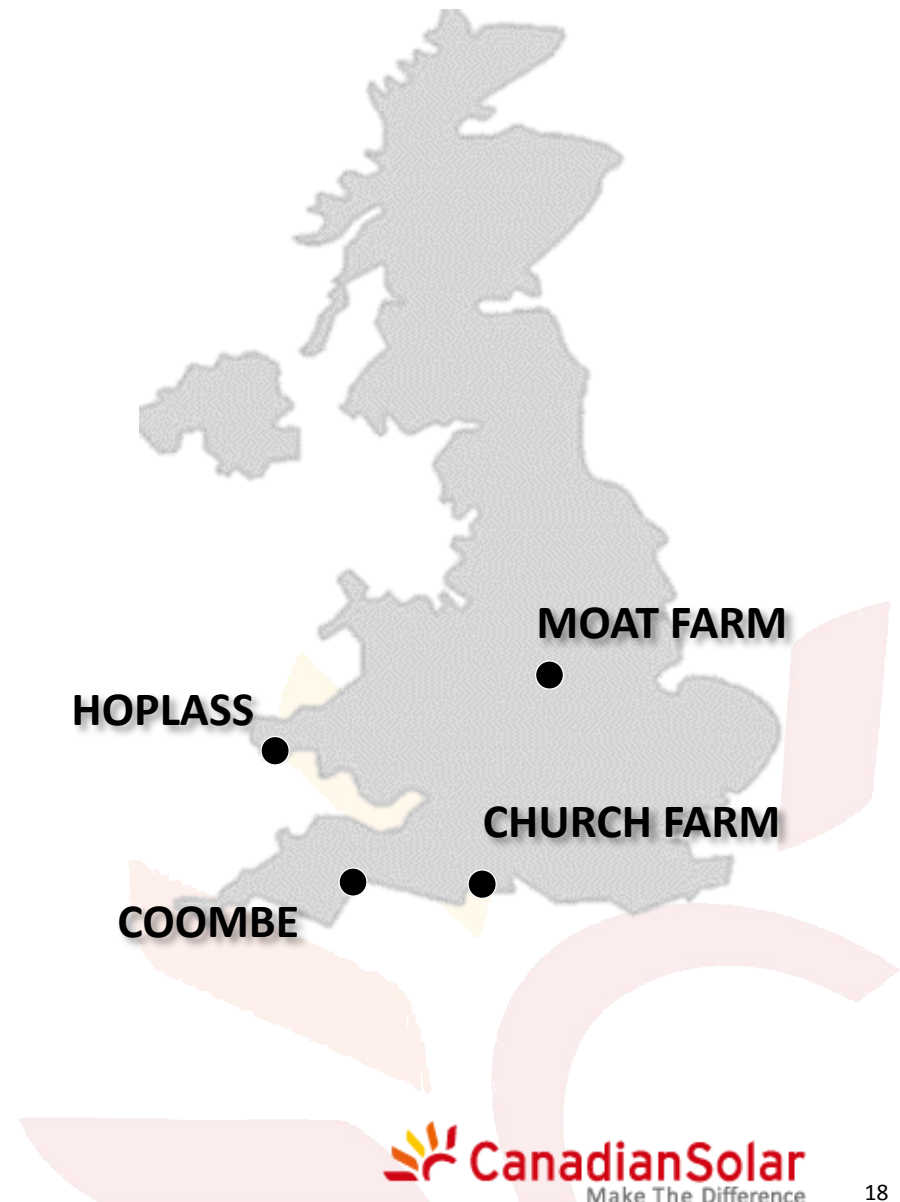 MOAT FARM
HOPLASS
CHURCH FARM
COOMBE
CanadianSolar
Make The Difference
18